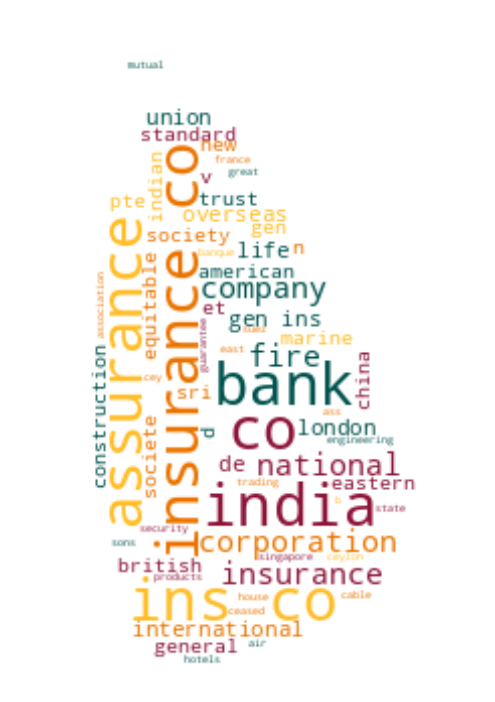 mutual
union
standard
new
co
france
great
indian
v
pte
trust
overseas
gen
assurance
society
insurance co
life
n
banque
equitable
american
association
company
et
gen ins
guarantee
fuel
marine
east
fire
construction
china
cey
bank
sri
ass
co
london
societe
d
engineering
de
national
trading
eastern
india
b
state
security
sons
corporation
singapore
ceylon
british
insurance
products
ins co
house
cable
ceased
international
general
air
hotels